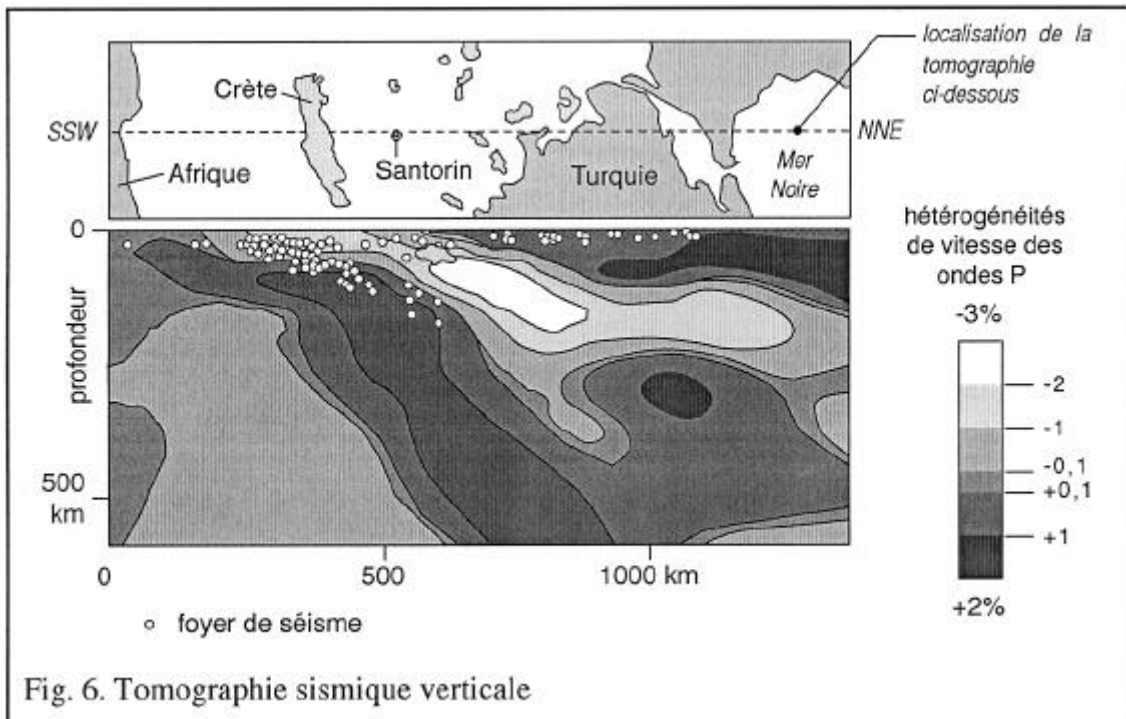 localisation de la
tomographie
ci-dessous
Crète
SSW
NNE
Afrique
Santorin
Turquie
Mer
Noire
0
profondeur
500
km
0
500
1000 km
hétérogénéités
de vitesse des
ondes P
-3%
-2
-1
-0,1
+0,1
+1
+2%
foyer de séisme
Fig. 6. Tomographie sismique verticale